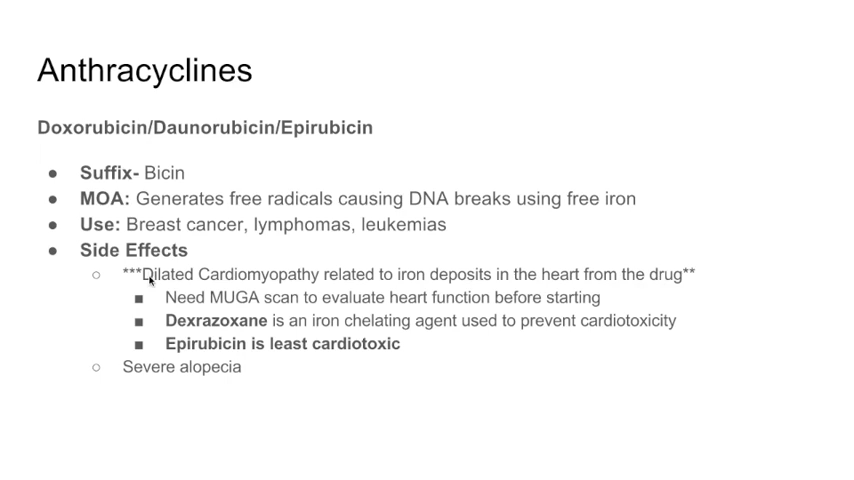 Anthracyclines
Doxorubicin/Daunorubicin/Epirubicin
● Suffix- Bicin
● MOA: Generates free radicals causing DNA breaks using free iron
● Use: Breast cancer, lymphomas, leukemias
● Side Effects
○ ***Dilated Cardiomyopathy related to iron deposits in the heart from the drug**
■ Need MUGA scan to evaluate heart function before starting
■ Dexrazoxane is an iron chelating agent used to prevent cardiotoxicity
■ Epirubicin is least cardiotoxic
○ Severe alopecia